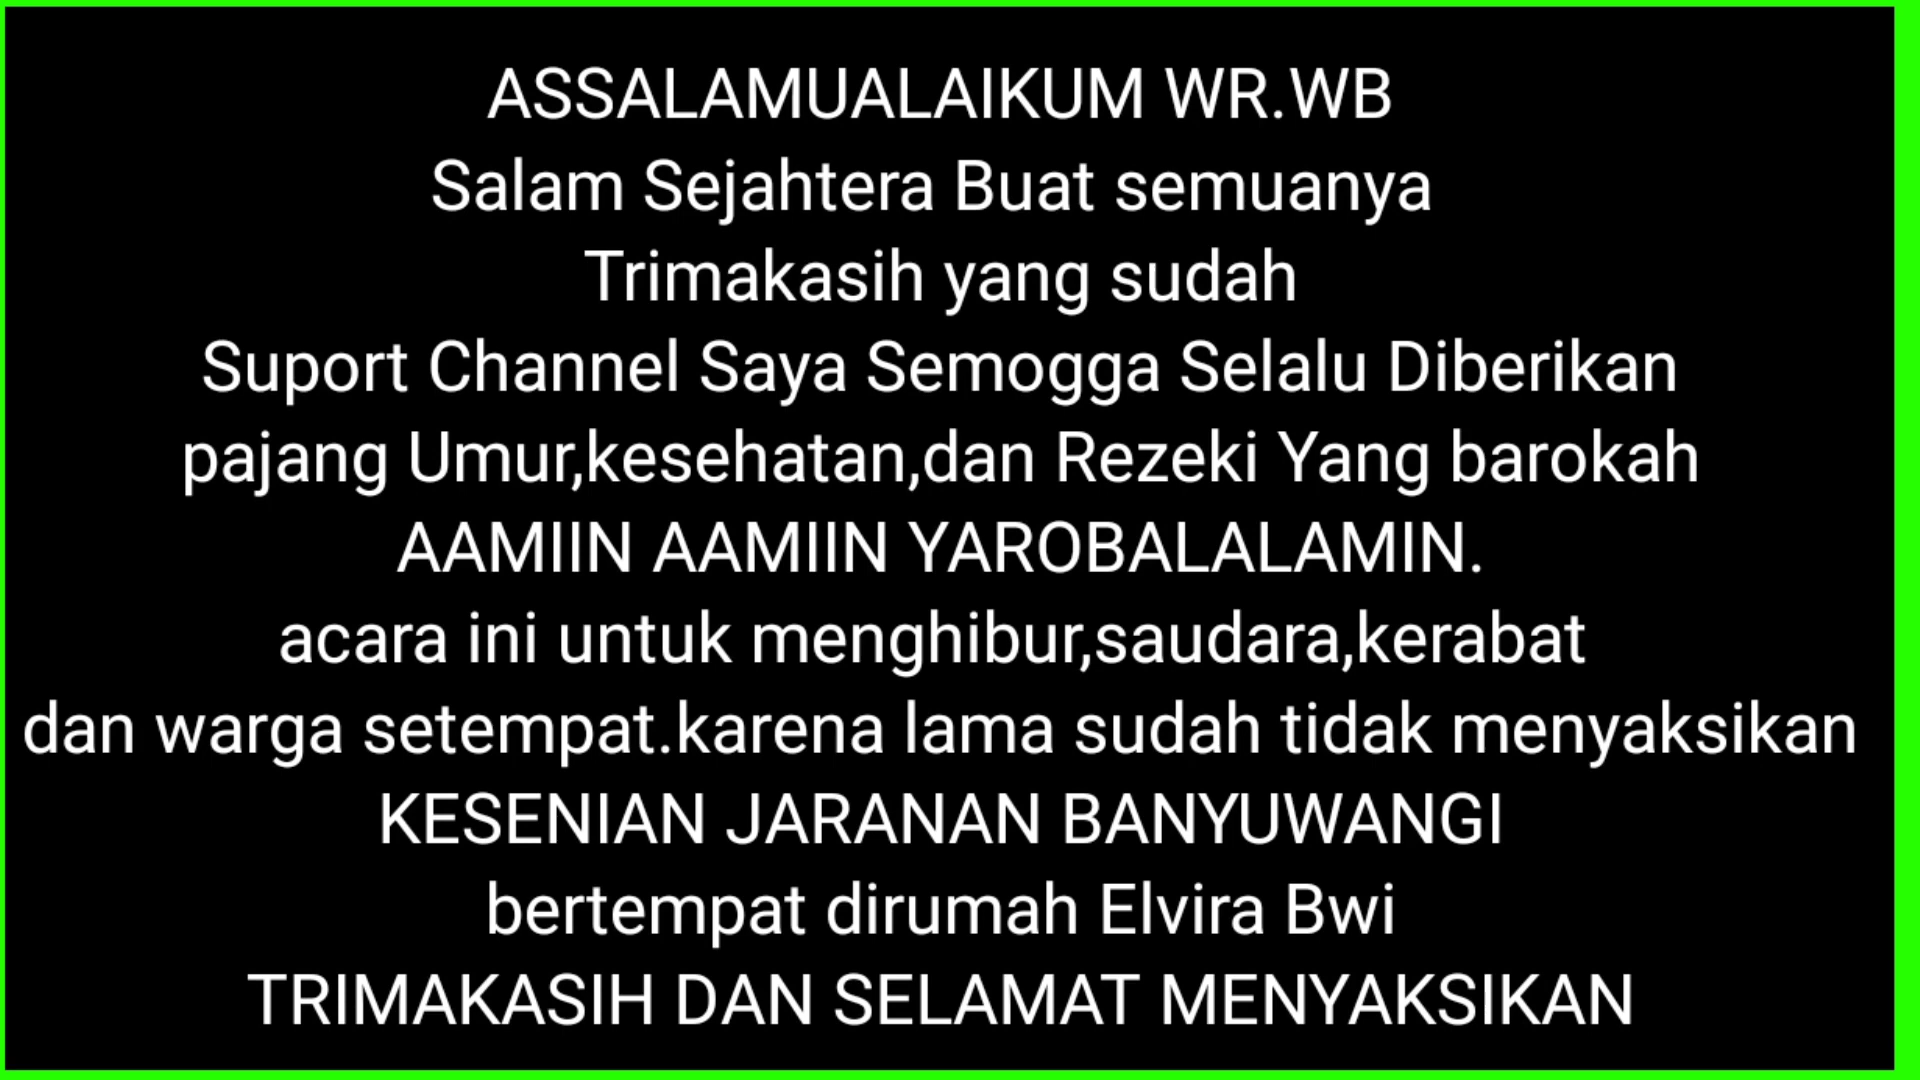 ASSALAMUALAIKUM WR.WB
Salam Sejahtera Buat semuanya
Trimakasih yang sudah
Suport Channel Saya Semogga Selalu Diberikan
pajang Umur,kesehatan,dan Rezeki Yang barokah
AAMIIN AAMIIN YAROBALALAMIN.
acara ini untuk menghibur,saudara,kerabat
dan warga setempat.karena lama sudah tidak menyaksikan
KESENIAN JARANAN BANYUWANGI
bertempat dirumah Elvira Bwi
TRIMAKASIH DAN SELAMAT MENYAKSIKAN